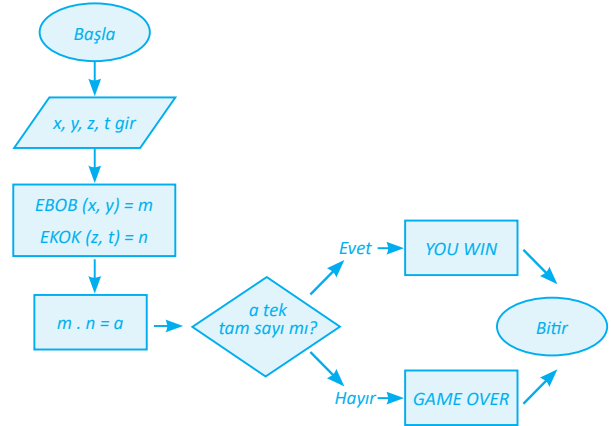 Başla
x, y, z, t gir
EBOB (x, y) = m
EKOK (z, t) = n
m . n = a
a tek
tam sayı mı?
Evet
YOU WIN
Hayır
GAME OVER
Bitir